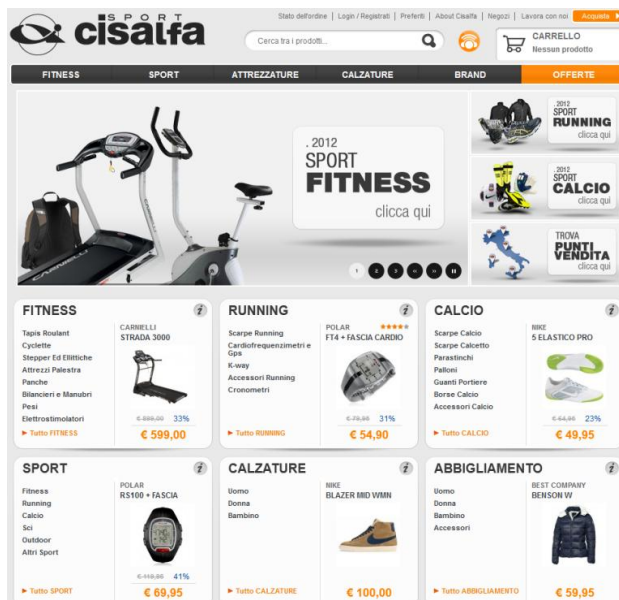 SPORT
cisalfa
Stato dell'ordine | Login / Registrati | Preferiti | About Cisalfa | Negozi | Lavora con noi
Acquista
Cerca tra i prodotti...
CARRELLO
Nessun prodotto
FITNESS SPORT ATTREZZATURE CALZATURE BRAND OFFERTE
. 2012
SPORT
FITNESS
clicca qui
CARNIELLI
. 2012
SPORT
RUNNING
clicca qui
. 2012
SPORT
CALCIO
clicca qui
TROVA
PUNTI
VENDITA
clicca qui
1 2 3
FITNESS
Tapis Roulant
Cyclette
Stepper Ed Ellittiche
Attrezzi Palestra
Panche
Bilancieri e Manubri
Pesi
Elettrostimolatori
Tutto FITNESS
CARNIELLI
STRADA 3000
33%
€ 599,00
RUNNING
Scarpe Running
Cardiofrequenzimetri e
Gps
K-way
Accessori Running
Cronometri
Tutto RUNNING
POLAR
FT4 + FASCIA CARDIO
31%
€ 54,90
CALCIO
Scarpe Calcio
Scarpe Calcetto
Parastinchi
Palloni
Guanti Portiere
Borse Calcio
Accessori Calcio
Tutto CALCIO
NIKE
5 ELASTICO PRO
€ 64,95 23%
€ 49,95
SPORT
Fitness
Running
Calcio
Sci
Outdoor
Altri Sport
Tutto SPORT
POLAR
RS100 + FASCIA
41%
€ 69,95
CALZATURE
Uomo
Donna
Bambino
Tutto CALZATURE
NIKE
BLAZER MID WMN
€ 100,00
ABBIGLIAMENTO
Uomo
Donna
Bambino
Accessori
Tutto ABBIGLIAMENTO
BEST COMPANY
BENSON W
€ 59,95